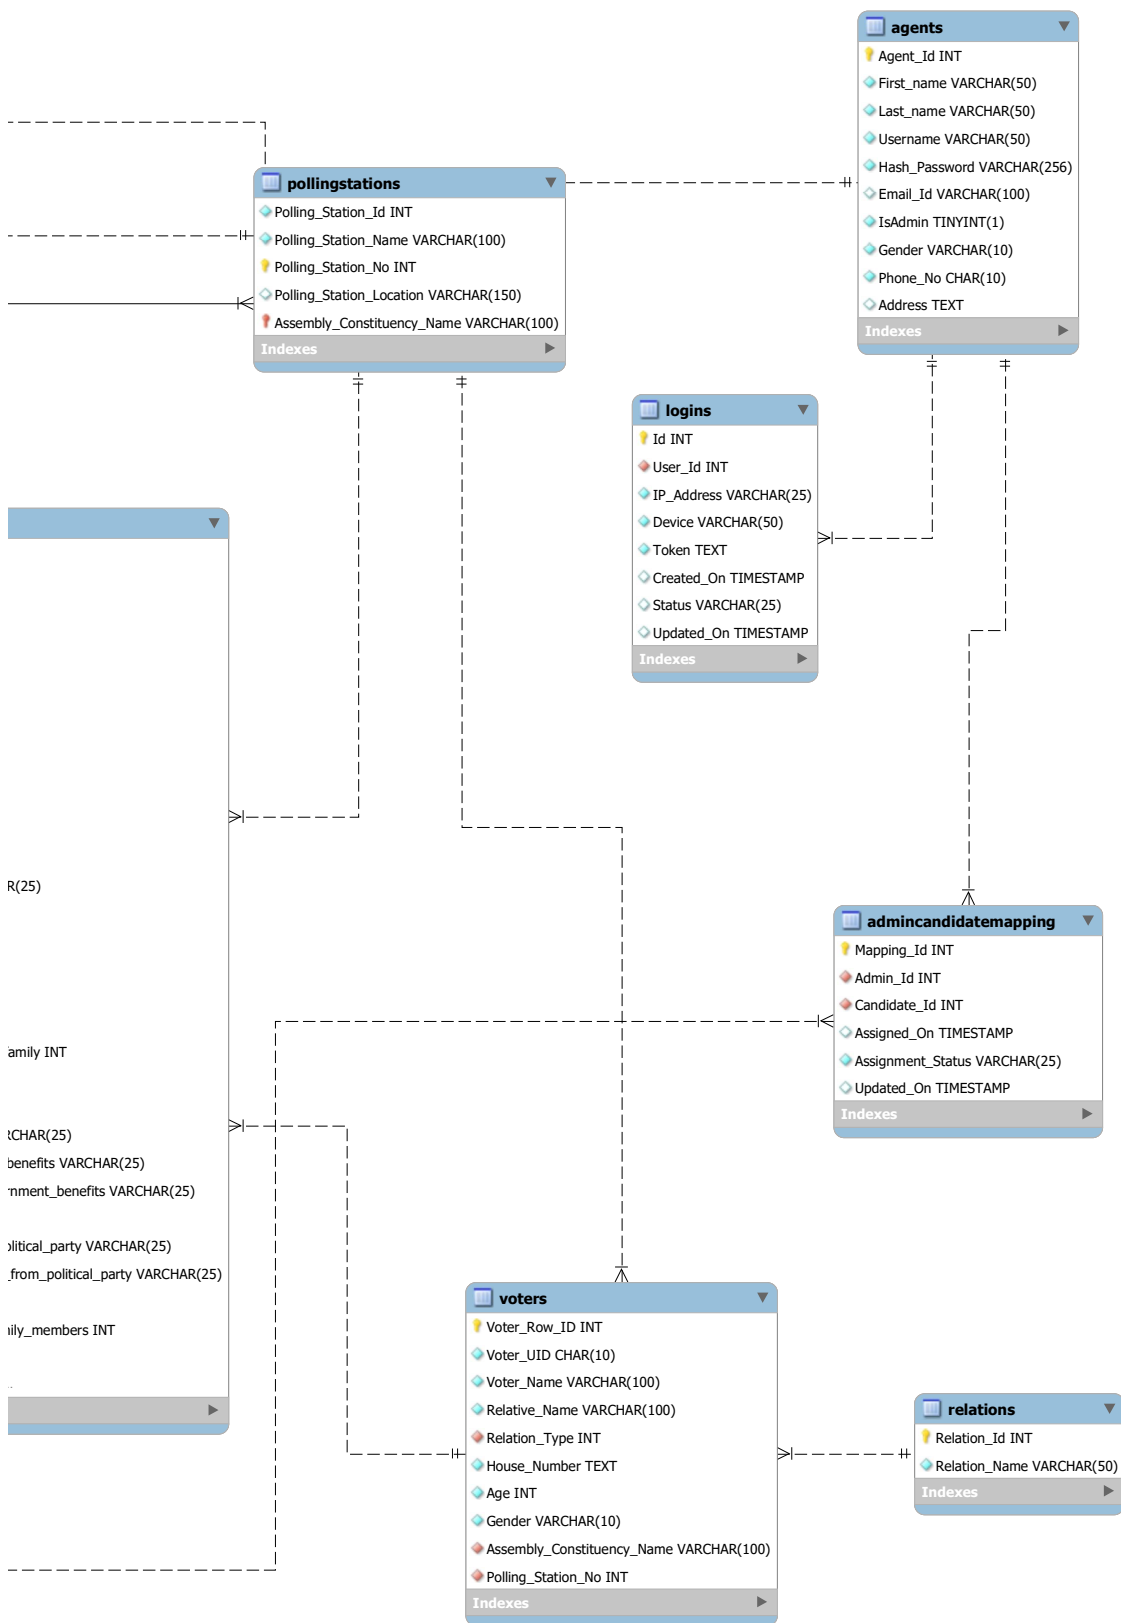 agents
Agent_Id INT
First_name VARCHAR(50)
Last_name VARCHAR(50)
Username VARCHAR(50)
Hash_Password VARCHAR(256)
Email_Id VARCHAR(100)
IsAdmin TINYINT(1)
Gender VARCHAR(10)
Phone_No CHAR(10)
Address TEXT
Indexes
pollingstations
Polling_Station_Id INT
Polling_Station_Name VARCHAR(100)
Polling_Station_No INT
Polling_Station_Location VARCHAR(150)
Assembly_Constituency_Name VARCHAR(100)
Indexes
logins
Id INT
User_Id INT
IP_Address VARCHAR(25)
Device VARCHAR(50)
Token TEXT
Created_On TIMESTAMP
Status VARCHAR(25)
Updated_On TIMESTAMP
Indexes
R(25)
amily INT
RCHAR(25)
benefits VARCHAR(25)
rnment_benefits VARCHAR(25)
olitical_party VARCHAR(25)
_from_political_party VARCHAR(25)
nily_members INT
admincandidatemapping
Mapping_Id INT
Admin_Id INT
Candidate_Id INT
Assigned_On TIMESTAMP
Assignment_Status VARCHAR(25)
Updated_On TIMESTAMP
Indexes
voters
Voter_Row_ID INT
Voter_UID CHAR(10)
Voter_Name VARCHAR(100)
Relative_Name VARCHAR(100)
Relation_Type INT
House_Number TEXT
Age INT
Gender VARCHAR(10)
Assembly_Constituency_Name VARCHAR(100)
Polling_Station_No INT
Indexes
relations
Relation_Id INT
Relation_Name VARCHAR(50)
Indexes